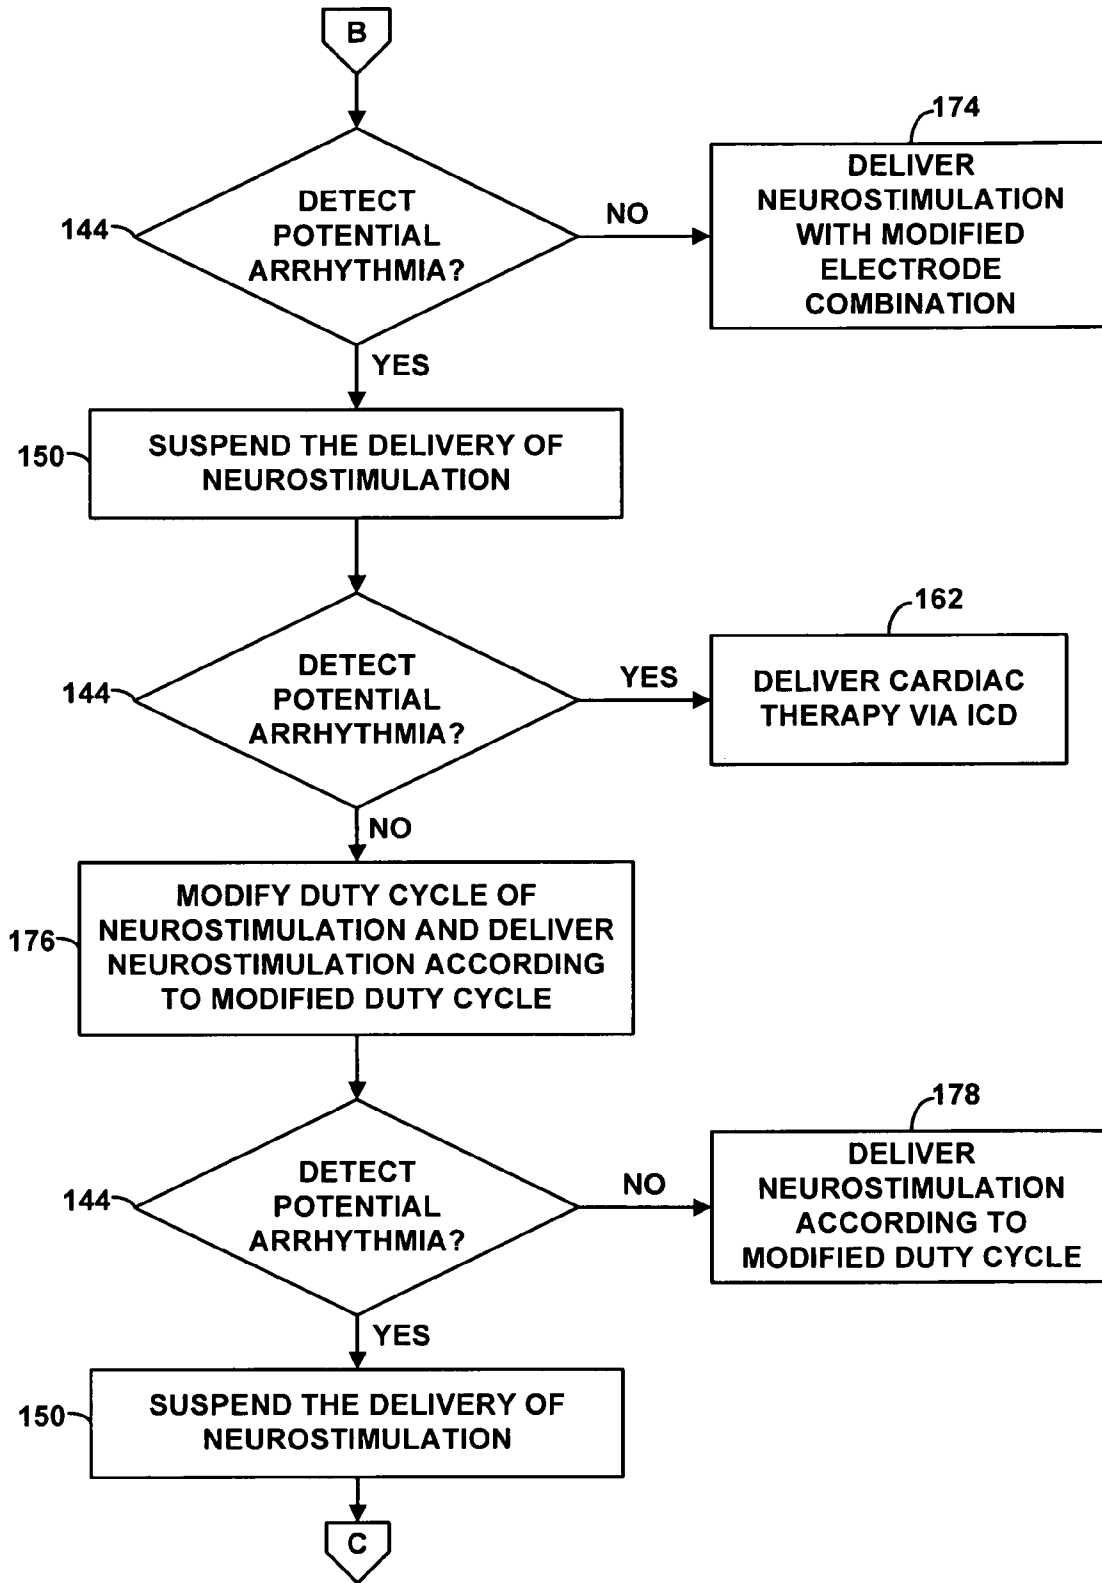 B
174
DELIVER
NEUROSTIMULATION
WITH MODIFIED
ELECTRODE
COMBINATION
144
DETECT
POTENTIAL
ARRHYTHMIA?
NO
YES
150
SUSPEND THE DELIVERY OF
NEUROSTIMULATION
162
144
DETECT
POTENTIAL
ARRHYTHMIA?
YES
DELIVER CARDIAC
THERAPY VIA ICD
NO
176
MODIFY DUTY CYCLE OF
NEUROSTIMULATION AND DELIVER
NEUROSTIMULATION ACCORDING
TO MODIFIED DUTY CYCLE
178
144
DETECT
POTENTIAL
ARRHYTHMIA?
NO
DELIVER
NEUROSTIMULATION
ACCORDING TO
MODIFIED DUTY CYCLE
YES
150
SUSPEND THE DELIVERY OF
NEUROSTIMULATION
C